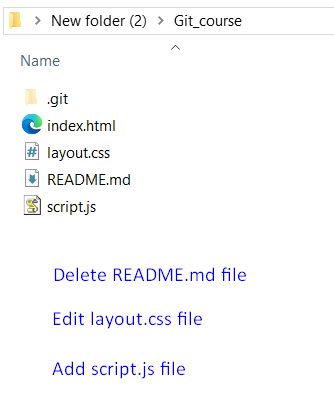 New folder (2) > Git_course
Name
.git
index.html
layout.css
README.md
script.js
Delete README.md file
Edit layout.css file
Add script.js file